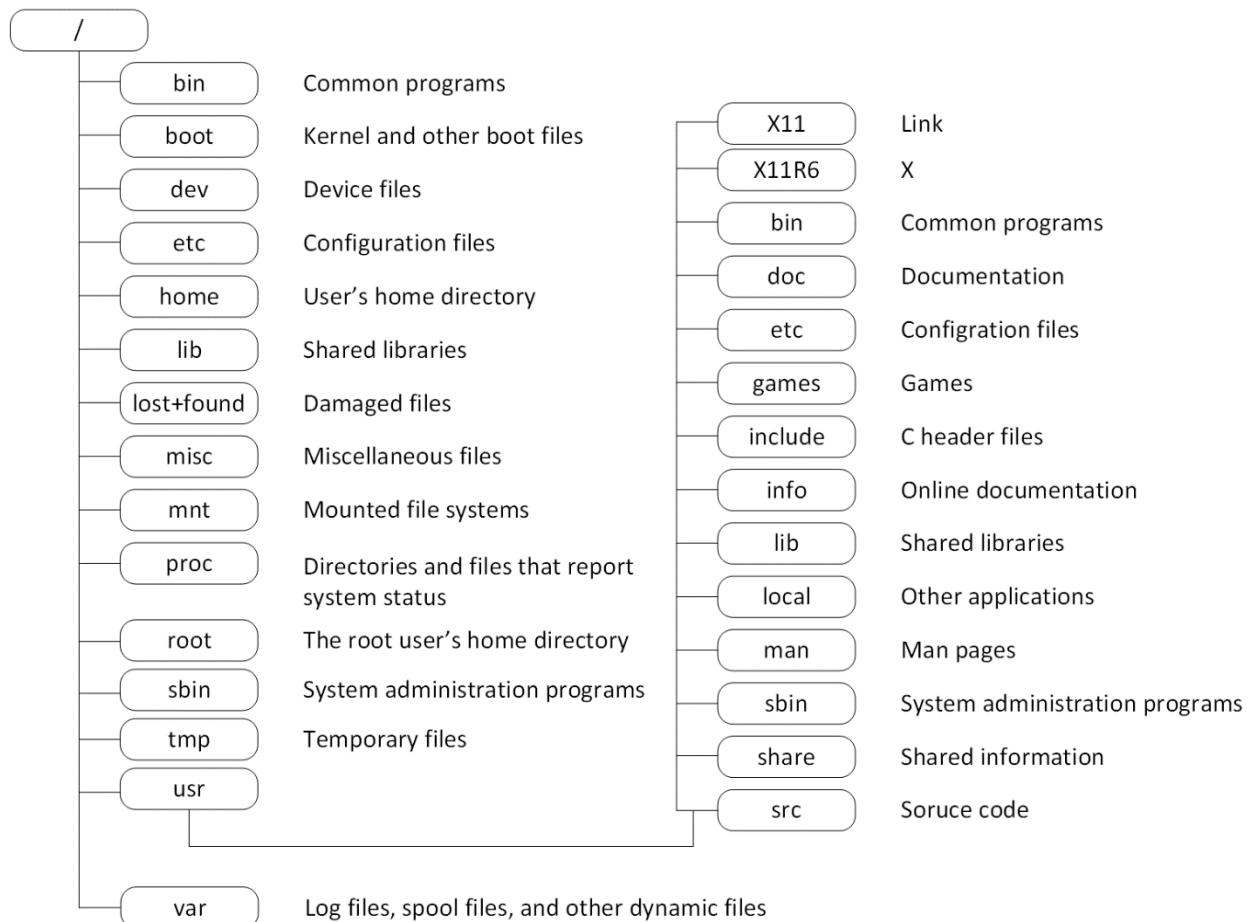 /
bin Common programs
boot Kernel and other boot files
dev Device files
etc Configuration files
home User’s home directory
lib Shared libraries
lost+found Damaged files
misc Miscellaneous files
mnt Mounted file systems
proc Directories and files that report
system status
root The root user’s home directory
sbin System administration programs
tmp Temporary files
usr
X11 Link
X11R6 X
bin Common programs
doc Documentation
etc Configration files
games Games
include C header files
info Online documentation
lib Shared libraries
local Other applications
man Man pages
sbin System administration programs
share Shared information
src Soruce code
var Log files, spool files, and other dynamic files